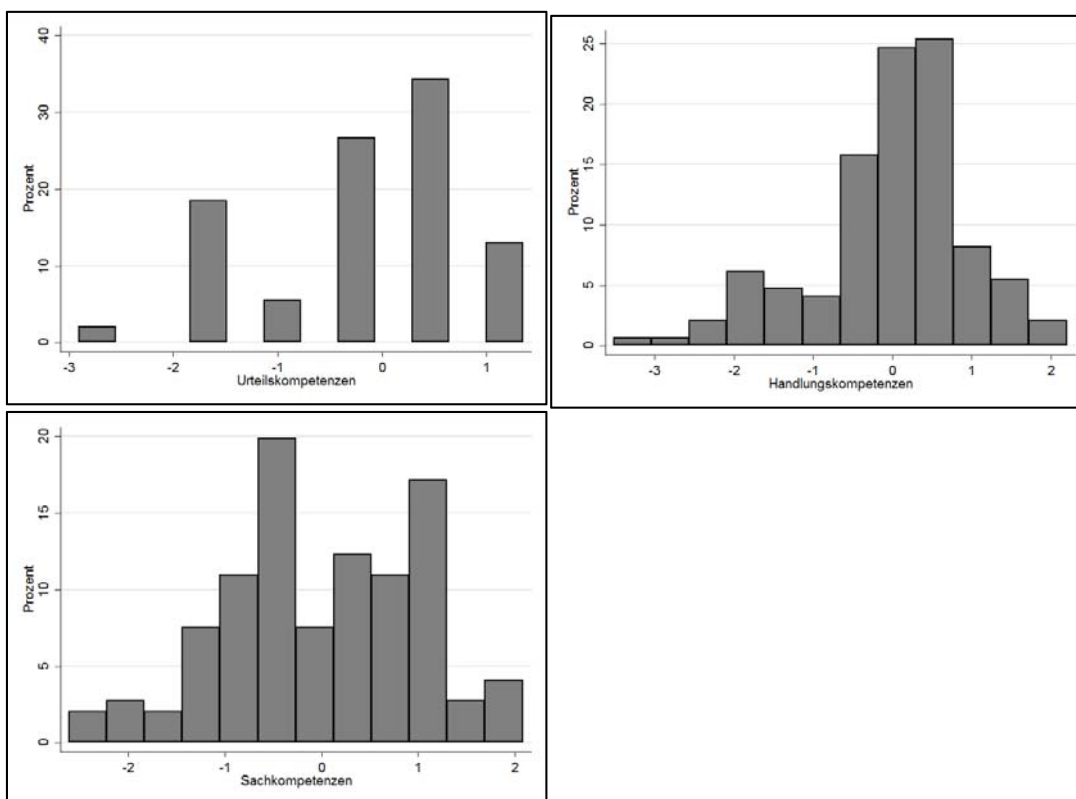 40
30
20
10
0
Prozent
-3 -2 -1 0 1
Urteilskompetenzen
25
20
15
10
5
0
Prozent
-3 -2 -1 0 1 2
Handlungskompetenzen
20
15
10
5
0
Prozent
-2 -1 0 1 2
Sachkompetenzen